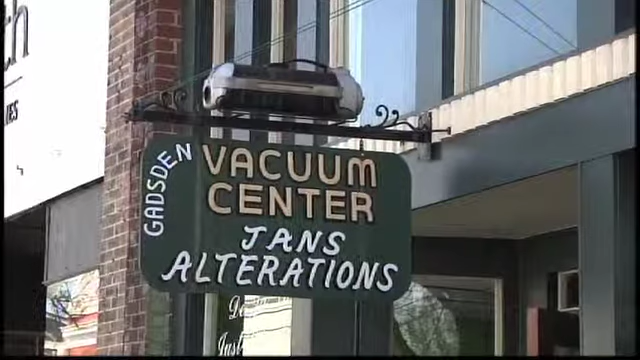 GADSDEN
VACUUM
CENTER
JANS
ALTERATIONS